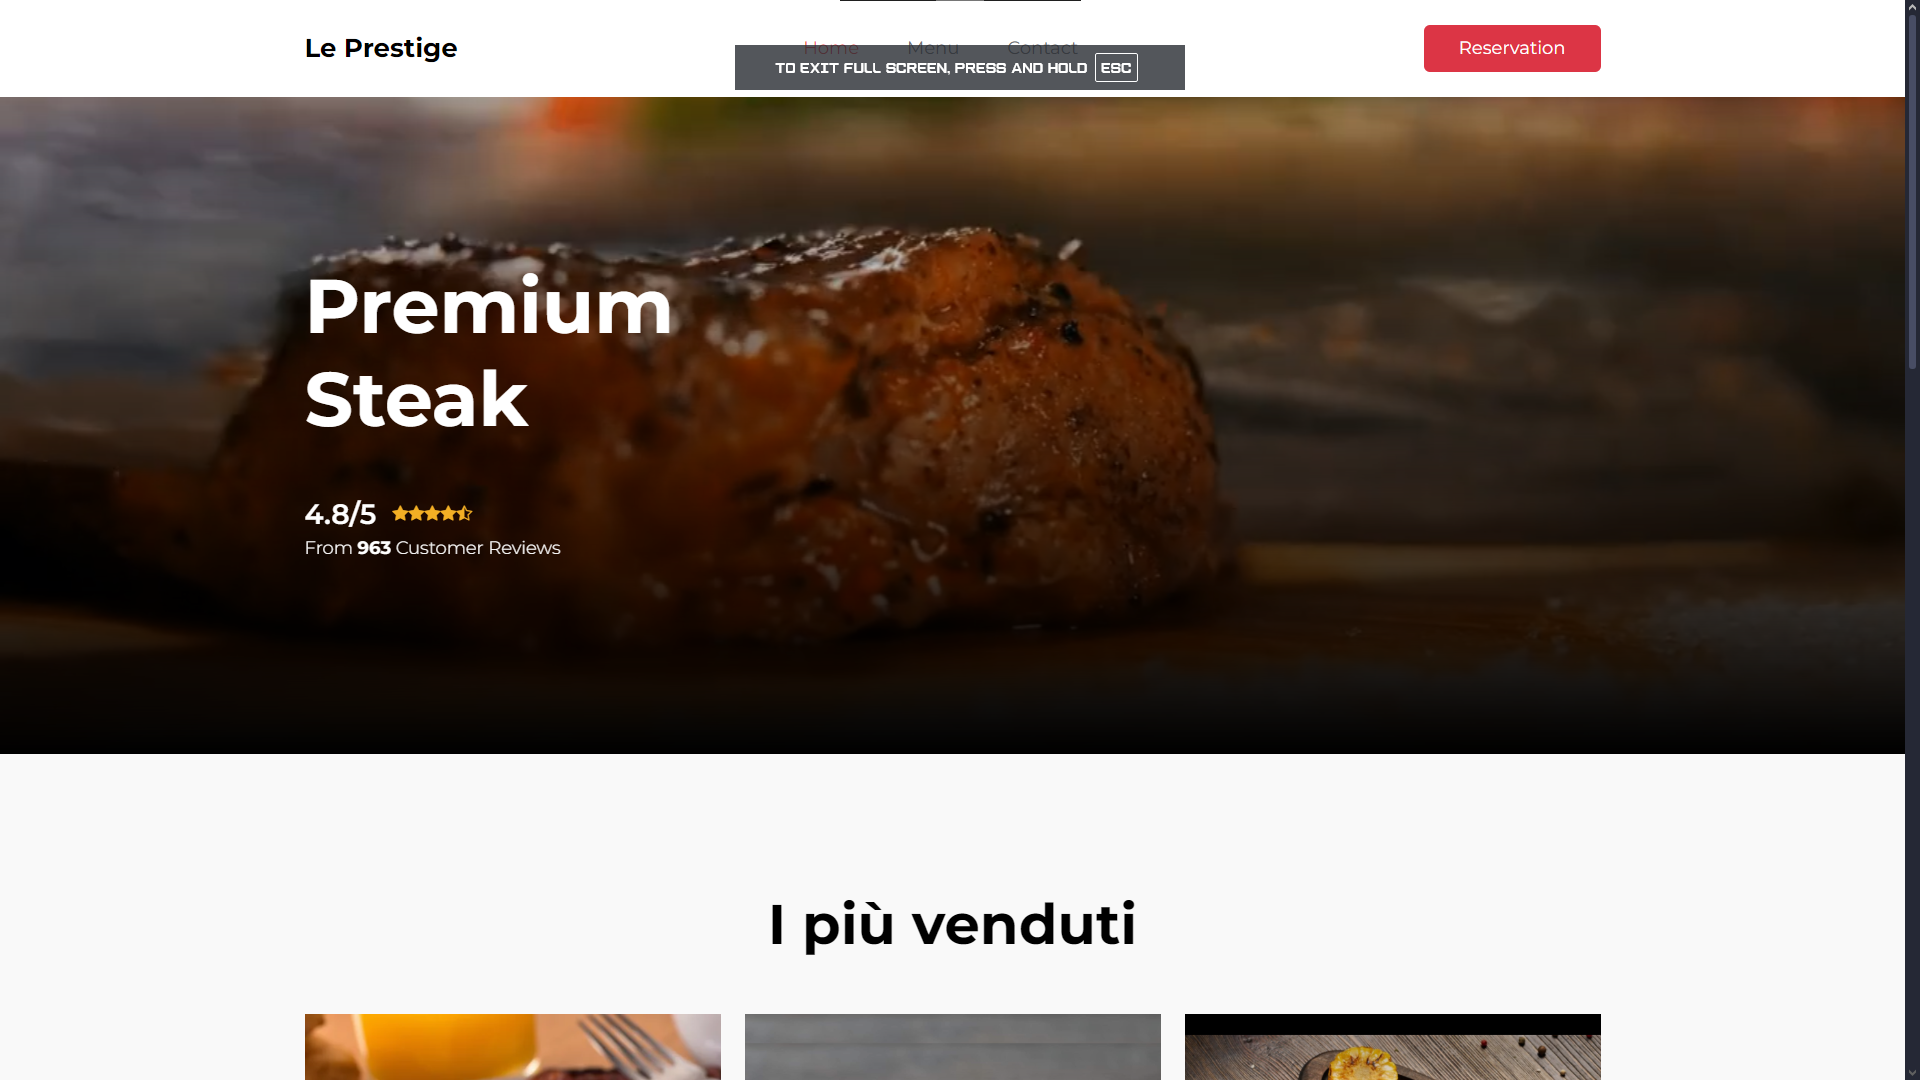 Le Prestige
Home Menu Contact
Reservation
TO EXIT FULL SCREEN, PRESS AND HOLD ESC
Premium
Steak
4.8/5
From 963 Customer Reviews
I più venduti